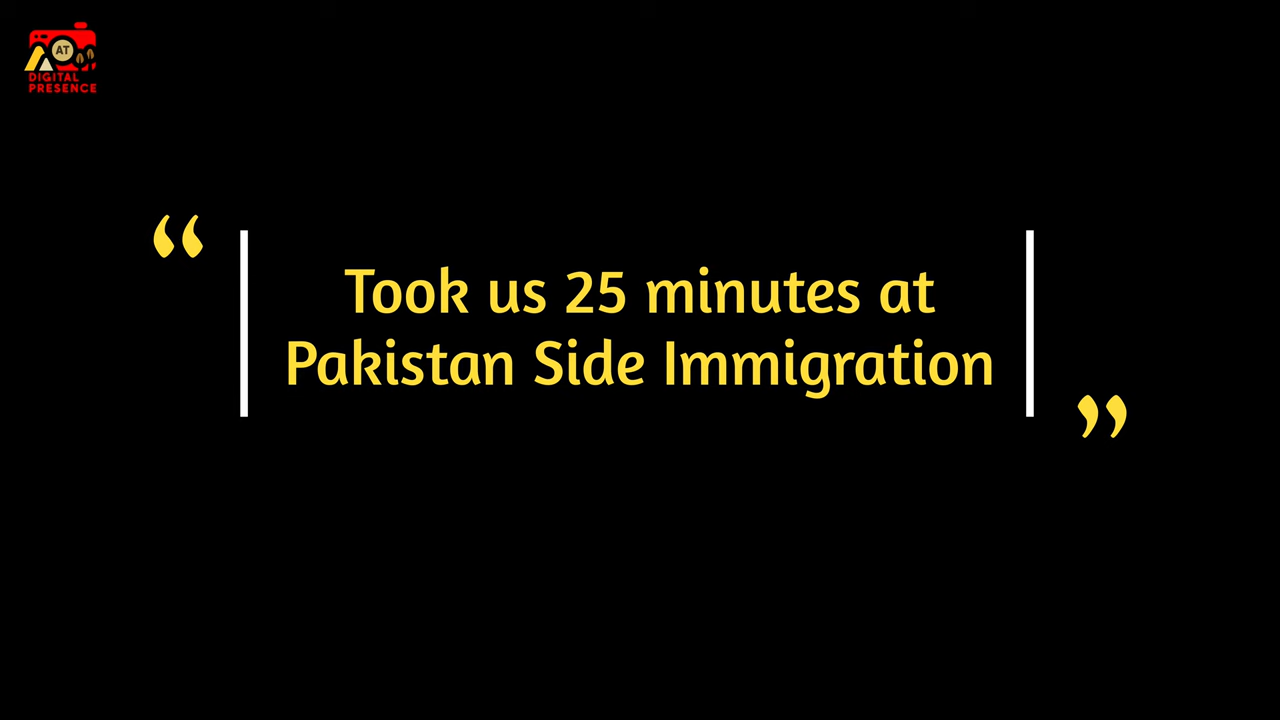 AT
DIGITAL
PRESENCE
“
Took us 25 minutes at
Pakistan Side Immigration
”